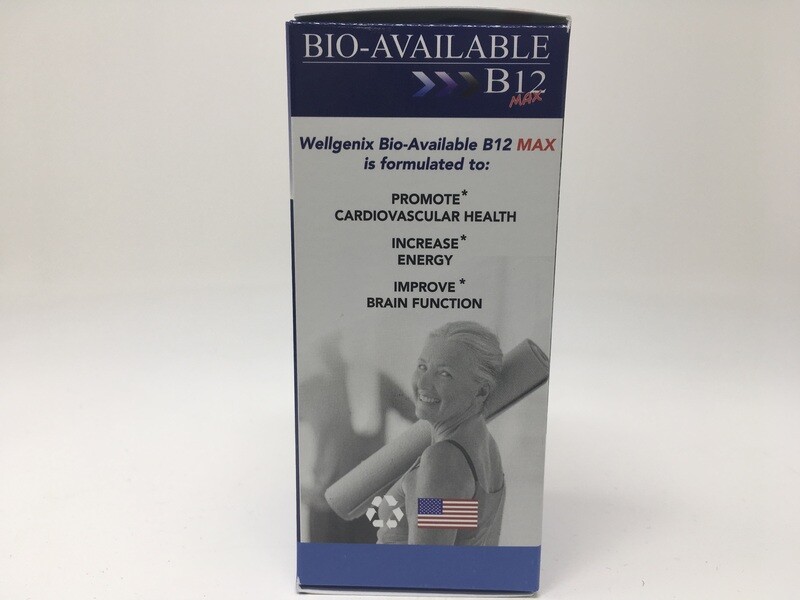 BIO-AVAILABLE
B12
MAX
Wellgenix Bio-Available B12 MAX
is formulated to:
PROMOTE*
CARDIOVASCULAR HEALTH
INCREASE*
ENERGY
IMPROVE*
BRAIN FUNCTION